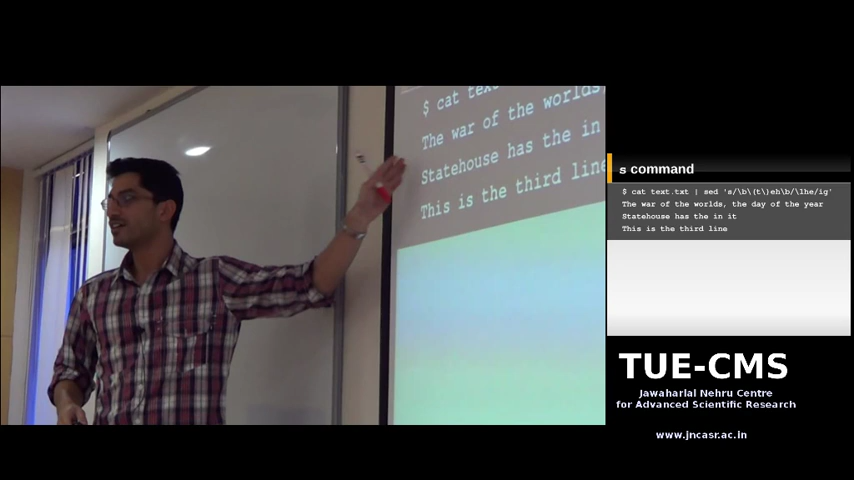 $ cat tex
The war of the worlds,
Statehouse has the in
This is the third line
s command
$ cat text.txt | sed 's/\b\(t\)eh\b/\1he/ig'
The war of the worlds, the day of the year
Statehouse has the in it
This is the third line
TUE-CMS
Jawaharlal Nehru Centre
for Advanced Scientific Research
www.jncasr.ac.in